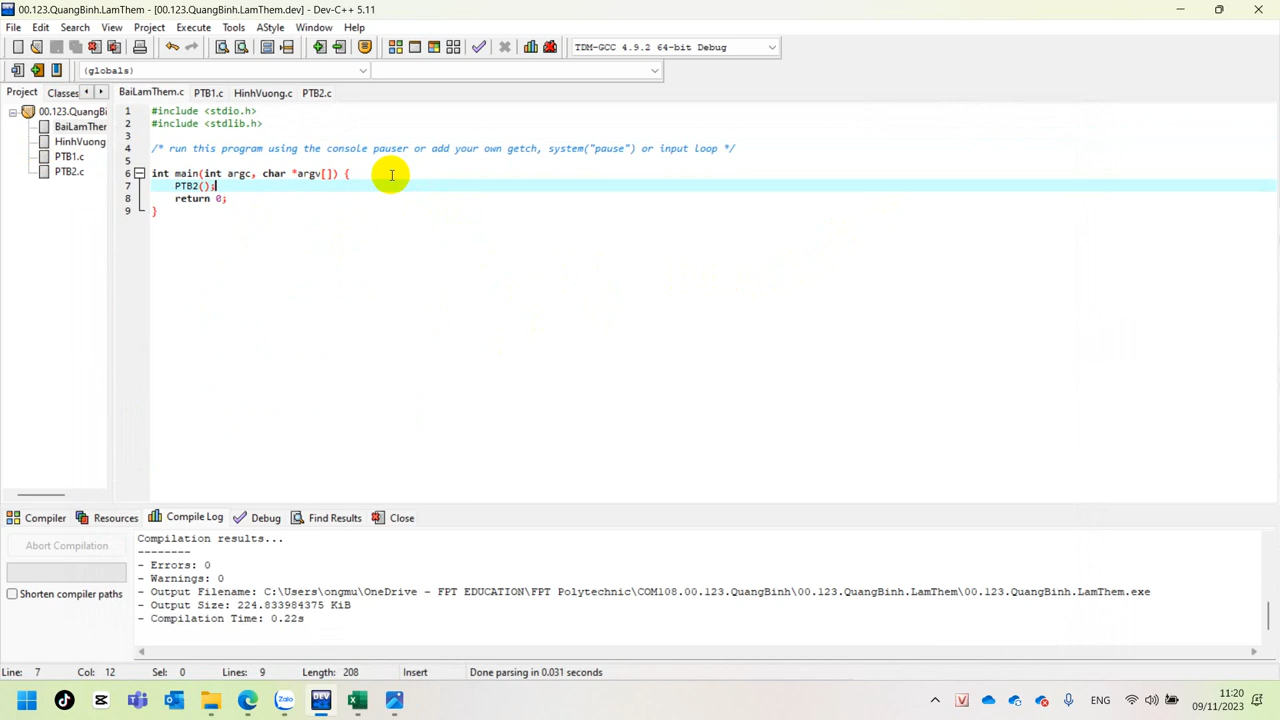 00.123.QuangBinh.LamThem - [00.123.QuangBinh.LamThem.dev] - Dev-C++ 5.11
File Edit Search View Project Execute Tools AStyle Window Help
TDM-GCC 4.9.2 64-bit Debug
(globals)
Project Classes BaiLamThem.c PTB1.c HinhVuong.c PTB2.c
00.123.QuangBi
BaiLamThem
HinhVuong
PTB1.c
PTB2.c
1 #include <stdio.h>
2 #include <stdlib.h>
3
4 /* run this program using the console pauser or add your own getch, system("pause") or input loop */
5
6 int main(int argc, char *argv[]) {
7 PTB2();
8 return 0;
9 }
Compiler Resources Compile Log Debug Find Results Close
Abort Compilation
Shorten compiler paths
Compilation results...
--------
- Errors: 0
- Warnings: 0
- Output Filename: C:\Users\ongmu\OneDrive - FPT EDUCATION\FPT Polytechnic\COM108.00.123.QuangBinh\00.123.QuangBinh.LamThem\00.123.QuangBinh.LamThem.exe
- Output Size: 224.833984375 KiB
- Compilation Time: 0.22s
Line: 7 Col: 12 Sel: 0 Lines: 9 Length: 208 Insert Done parsing in 0.031 seconds
DEV
Zalo
ENG
11:20
09/11/2023